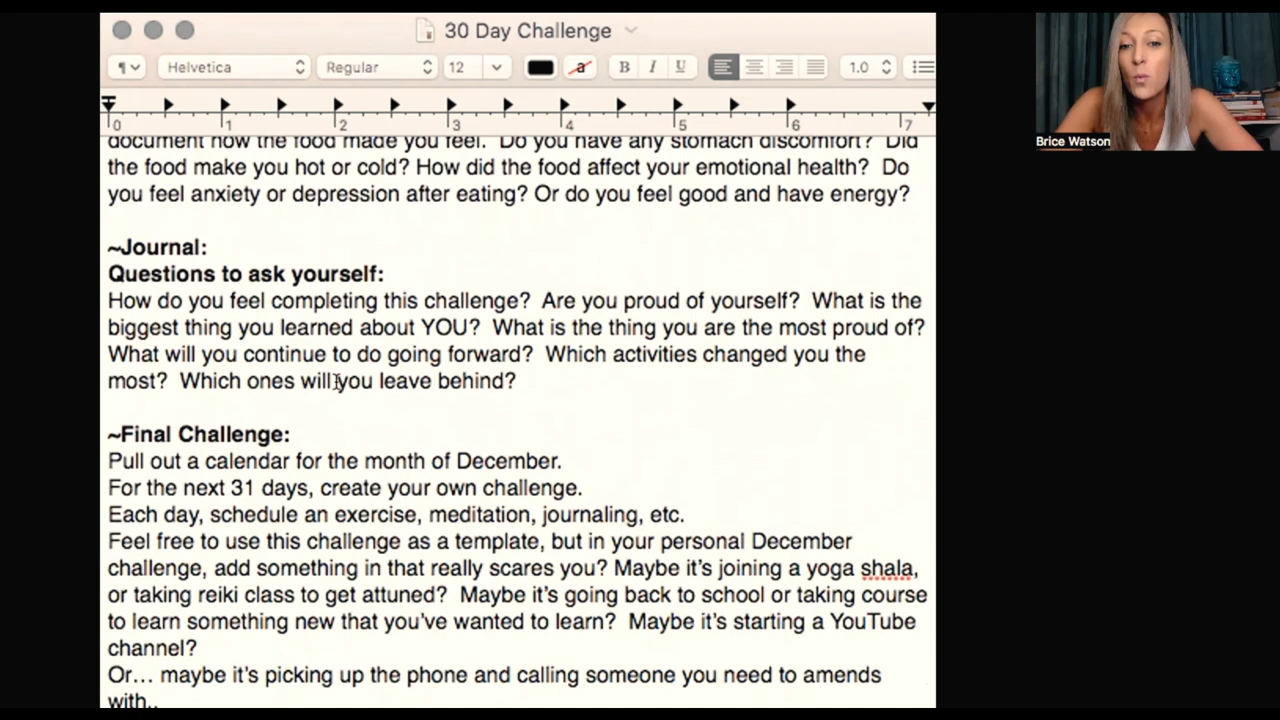 30 Day Challenge
Helvetica Regular 12 a B I U 1.0
0 1 2 3 4 5 6 7
document how the food made you feel.  Do you have any stomach discomfort?  Did
the food make you hot or cold? How did the food affect your emotional health?  Do
you feel anxiety or depression after eating? Or do you feel good and have energy?
~Journal:
Questions to ask yourself:
How do you feel completing this challenge?  Are you proud of yourself?  What is the
biggest thing you learned about YOU?  What is the thing you are the most proud of?
What will you continue to do going forward?  Which activities changed you the
most?  Which ones will you leave behind?
~Final Challenge:
Pull out a calendar for the month of December.
For the next 31 days, create your own challenge.
Each day, schedule an exercise, meditation, journaling, etc.
Feel free to use this challenge as a template, but in your personal December
challenge, add something in that really scares you? Maybe it's joining a yoga shala,
or taking reiki class to get attuned?  Maybe it's going back to school or taking course
to learn something new that you've wanted to learn?  Maybe it's starting a YouTube
channel?
Or… maybe it's picking up the phone and calling someone you need to amends
with..
Brice Watson